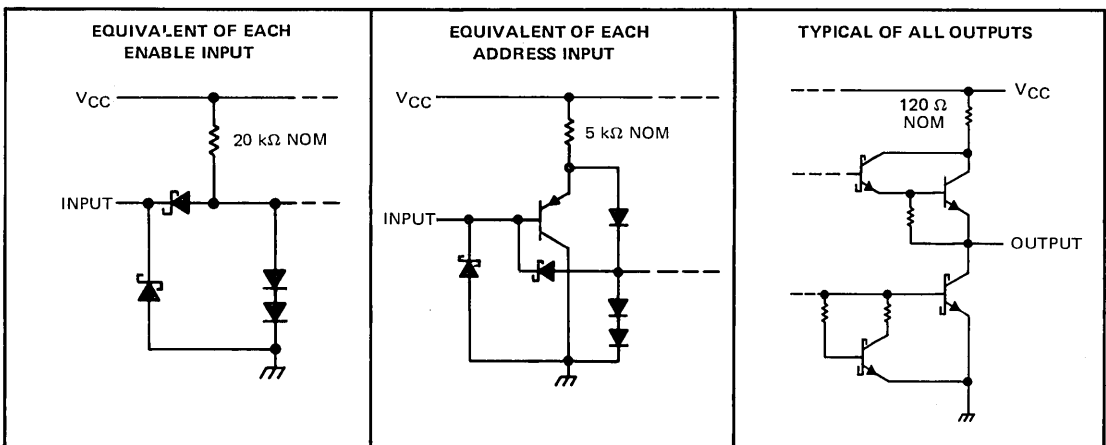 EQUIVALENT OF EACH
ENABLE INPUT
VCC
20 kΩ NOM
INPUT
EQUIVALENT OF EACH
ADDRESS INPUT
VCC
5 kΩ NOM
INPUT
TYPICAL OF ALL OUTPUTS
VCC
120 Ω
NOM
OUTPUT